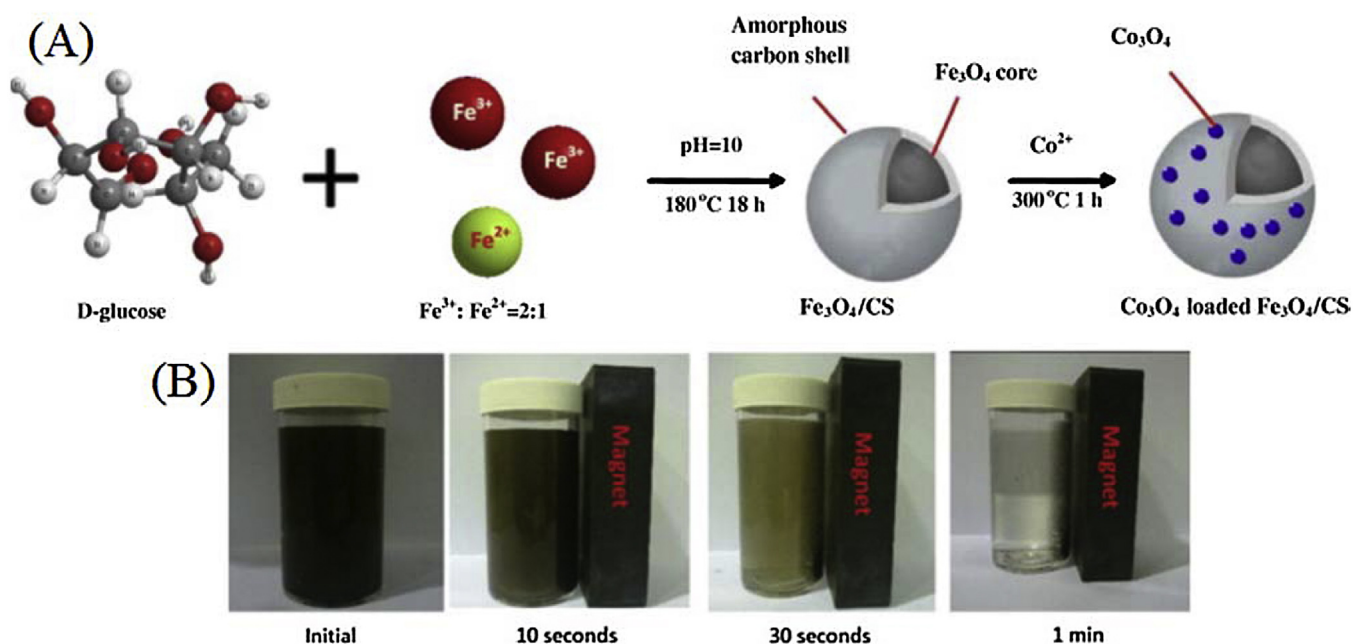 (A)
Amorphous
carbon shell
Fe₃O₄ core
Co₃O₄
Fe³⁺
Fe³⁺
Fe²⁺
pH=10
180°C 18 h
Co²⁺
300°C 1 h
D-glucose
Fe³⁺: Fe²⁺=2:1
Fe₃O₄/CS
Co₃O₄ loaded Fe₃O₄/CS
(B)
Magnet
Magnet
Magnet
Initial
10 seconds
30 seconds
1 min